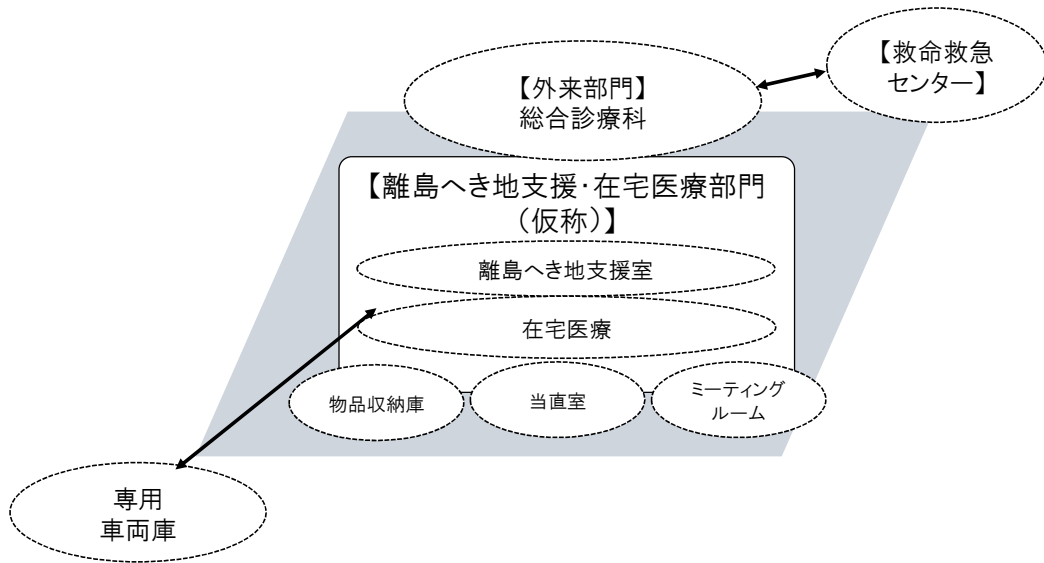 【救命救急
センター】
【外来部門】
総合診療科
【離島へき地支援・在宅医療部門
（仮称）】
離島へき地支援室
在宅医療
物品収納庫
当直室
ミーティング
ルーム
専用
車両庫